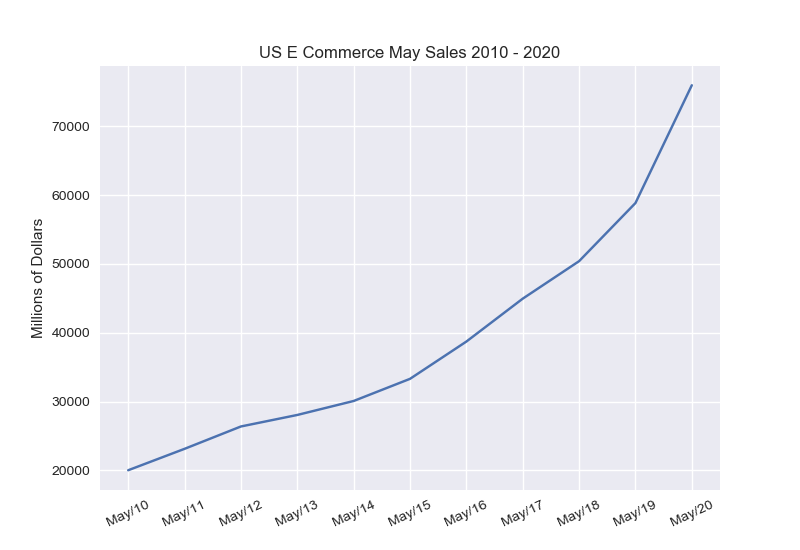 US E Commerce May Sales 2010 - 2020
Millions of Dollars
70000
60000
50000
40000
30000
20000
May/10
May/11
May/12
May/13
May/14
May/15
May/16
May/17
May/18
May/19
May/20